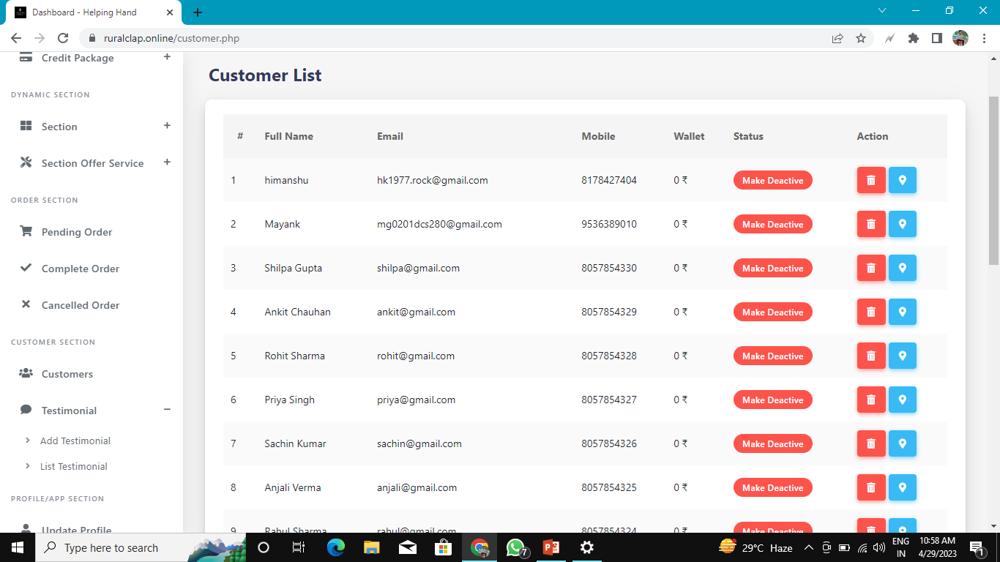 Dashboard - Helping Hand
ruralclap.online/customer.php
Credit Package
DYNAMIC SECTION
Section
Section Offer Service
ORDER SECTION
Pending Order
Complete Order
Cancelled Order
CUSTOMER SECTION
Customers
Testimonial
Add Testimonial
List Testimonial
PROFILE/APP SECTION
Update Profile
Customer List
# Full Name Email Mobile Wallet Status Action
1 himanshu hk1977.rock@gmail.com 8178427404 0 ₹ Make Deactive
2 Mayank mg0201dcs280@gmail.com 9536389010 0 ₹ Make Deactive
3 Shilpa Gupta shilpa@gmail.com 8057854330 0 ₹ Make Deactive
4 Ankit Chauhan ankit@gmail.com 8057854329 0 ₹ Make Deactive
5 Rohit Sharma rohit@gmail.com 8057854328 0 ₹ Make Deactive
6 Priya Singh priya@gmail.com 8057854327 0 ₹ Make Deactive
7 Sachin Kumar sachin@gmail.com 8057854326 0 ₹ Make Deactive
8 Anjali Verma anjali@gmail.com 8057854325 0 ₹ Make Deactive
9 Rahul Sharma rahul@gmail.com 8057854324 0 ₹ Make Deactive
Type here to search
7
29°C Haze
ENG
IN
10:58 AM
4/29/2023
1